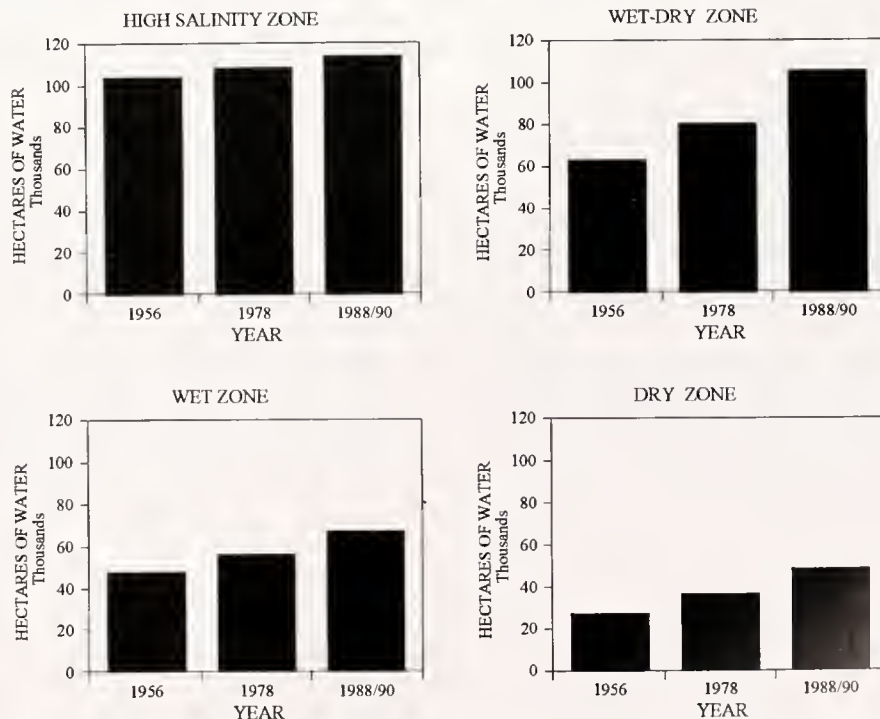 HIGH SALINITY ZONE
HECTARES OF WATER
Thousands
120
100
80
60
40
20
0
1956 1978 1988/90
YEAR
WET-DRY ZONE
HECTARES OF WATER
Thousands
120
100
80
60
40
20
0
1956 1978 1988/90
YEAR
WET ZONE
HECTARES OF WATER
Thousands
120
100
80
60
40
20
0
1956 1978 1988/90
YEAR
DRY ZONE
HECTARES OF WATER
Thousands
120
100
80
60
40
20
0
1956 1978 1988/90
YEAR